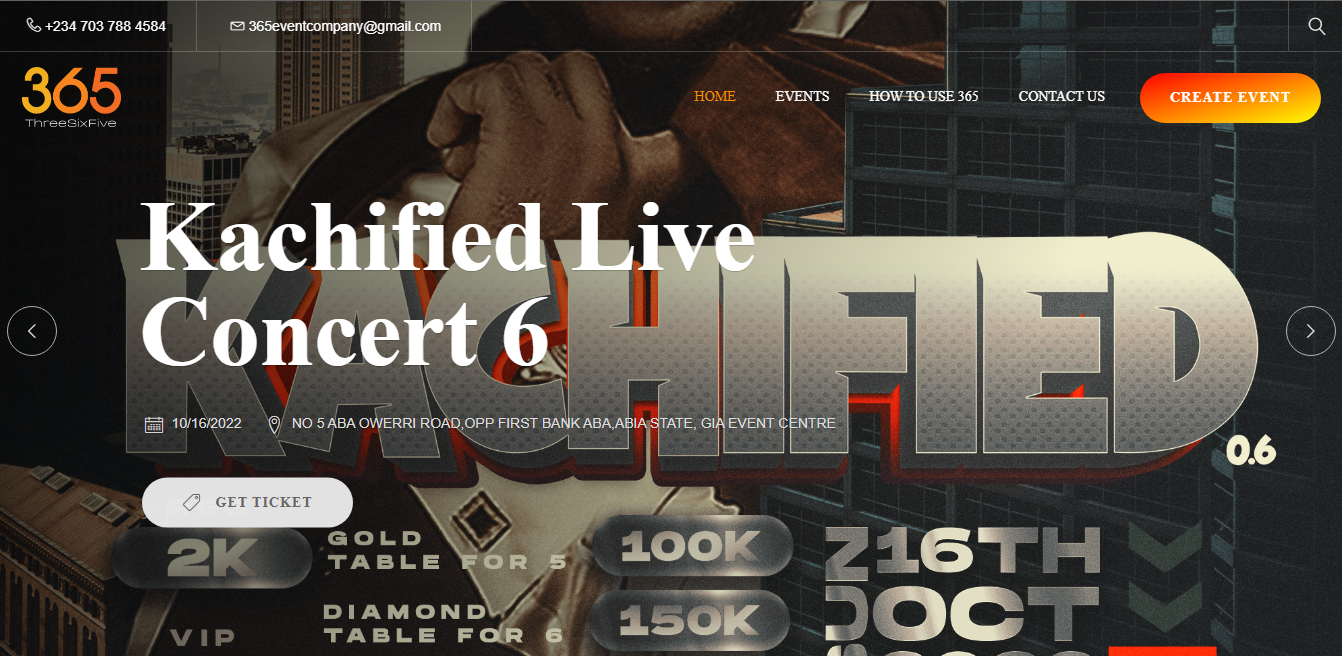 +234 703 788 4584
365eventcompany@gmail.com
365
ThreeSixFive
HOME
EVENTS
HOW TO USE 365
CONTACT US
CREATE EVENT
Kachified Live
Concert 6
KACHIFIED
0.6
10/16/2022
NO 5 ABA OWERRI ROAD,OPP FIRST BANK ABA,ABIA STATE, GIA EVENT CENTRE
GET TICKET
2K
GOLD
TABLE FOR 5
100K
16TH
OCT
VIP
DIAMOND
TABLE FOR 6
150K